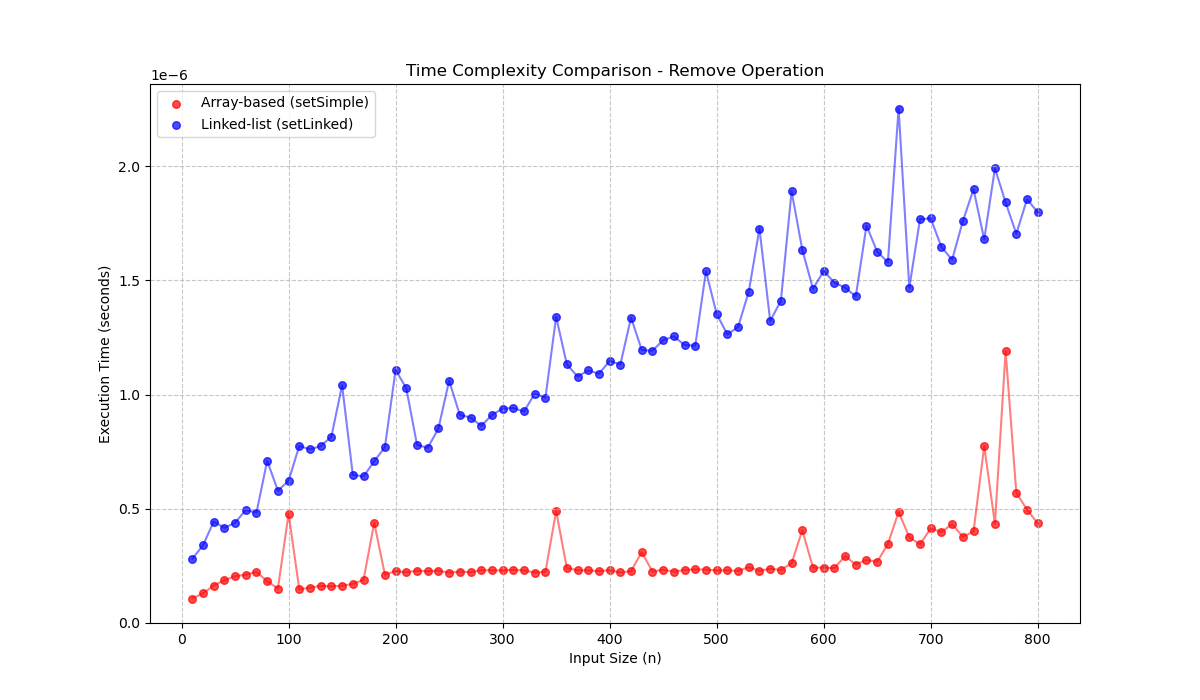 Time Complexity Comparison - Remove Operation
1e−6
Array-based (setSimple)
Linked-list (setLinked)
2.0
1.5
1.0
0.5
0.0
Execution Time (seconds)
0 100 200 300 400 500 600 700 800
Input Size (n)